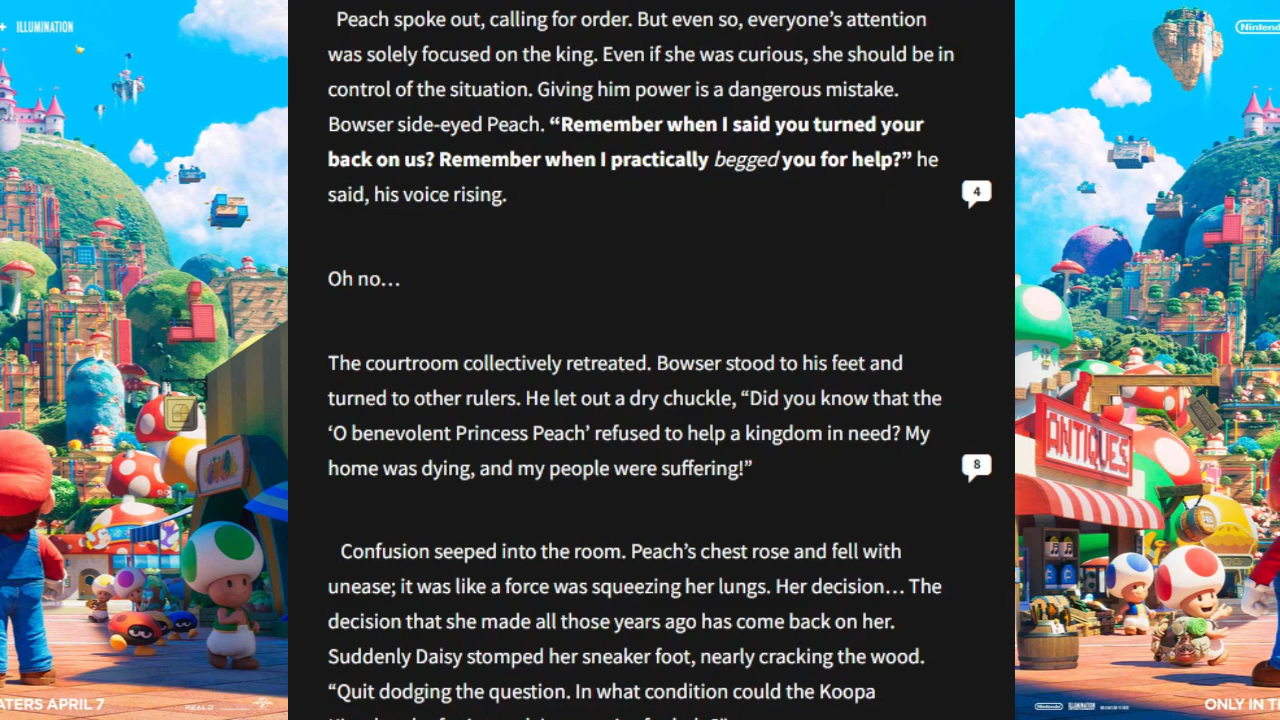 ILLUMINATION
Nintendo
Peach spoke out, calling for order. But even so, everyone’s attention
was solely focused on the king. Even if she was curious, she should be in
control of the situation. Giving him power is a dangerous mistake.
Bowser side-eyed Peach. “Remember when I said you turned your
back on us? Remember when I practically begged you for help?” he
said, his voice rising.
4
Oh no…
The courtroom collectively retreated. Bowser stood to his feet and
turned to other rulers. He let out a dry chuckle, “Did you know that the
‘O benevolent Princess Peach’ refused to help a kingdom in need? My
home was dying, and my people were suffering!”
8
Confusion seeped into the room. Peach’s chest rose and fell with
unease; it was like a force was squeezing her lungs. Her decision… The
decision that she made all those years ago has come back on her.
Suddenly Daisy stomped her sneaker foot, nearly cracking the wood.
“Quit dodging the question. In what condition could the Koopa
ANTIQUES
ATERS APRIL 7
REALD
Nintendo
ILLUMINATION
ONLY IN T